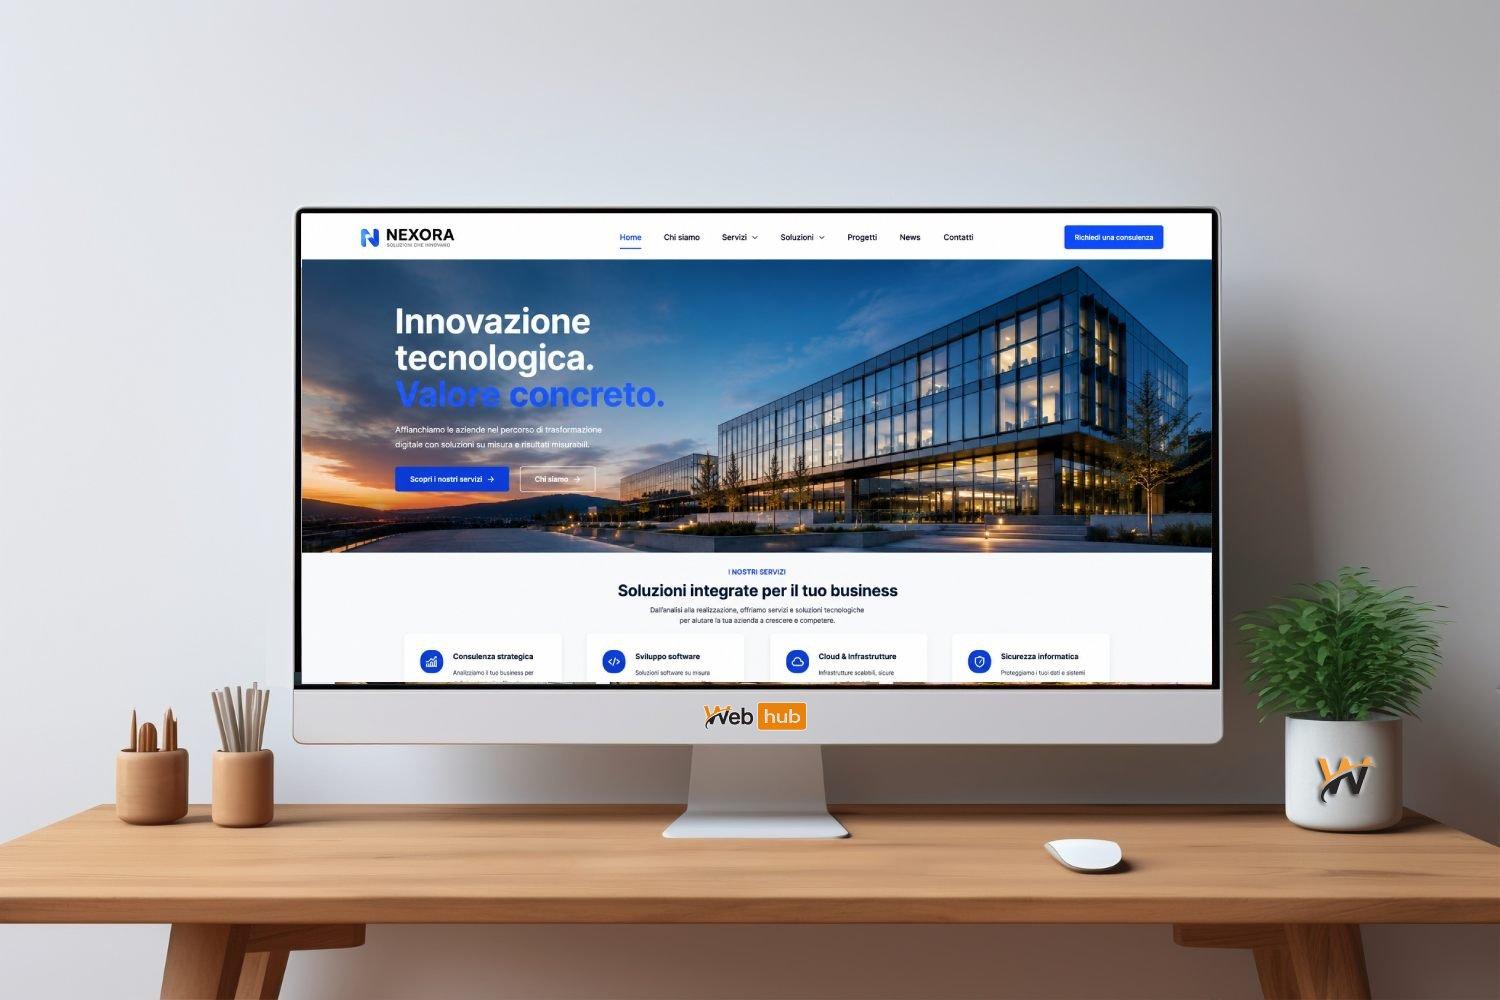 NEXORA
SOLUZIONI CHE INNOVANO
Home
Chi siamo
Servizi
Soluzioni
Progetti
News
Contatti
Richiedi una consulenza
Innovazione
tecnologica.
Valore concreto.
Affianchiamo le aziende nel percorso di trasformazione
digitale con soluzioni su misura e risultati misurabili.
Scopri i nostri servizi →
Chi siamo →
I NOSTRI SERVIZI
Soluzioni integrate per il tuo business
Dall'analisi alla realizzazione, offriamo servizi e soluzioni tecnologiche
per aiutare la tua azienda a crescere e competere.
Consulenza strategica
Analizziamo il tuo business per
Sviluppo software
Soluzioni software su misura
Cloud & Infrastrutture
Infrastrutture scalabili, sicure
Sicurezza informatica
Proteggiamo i tuoi dati e sistemi
Web hub
W